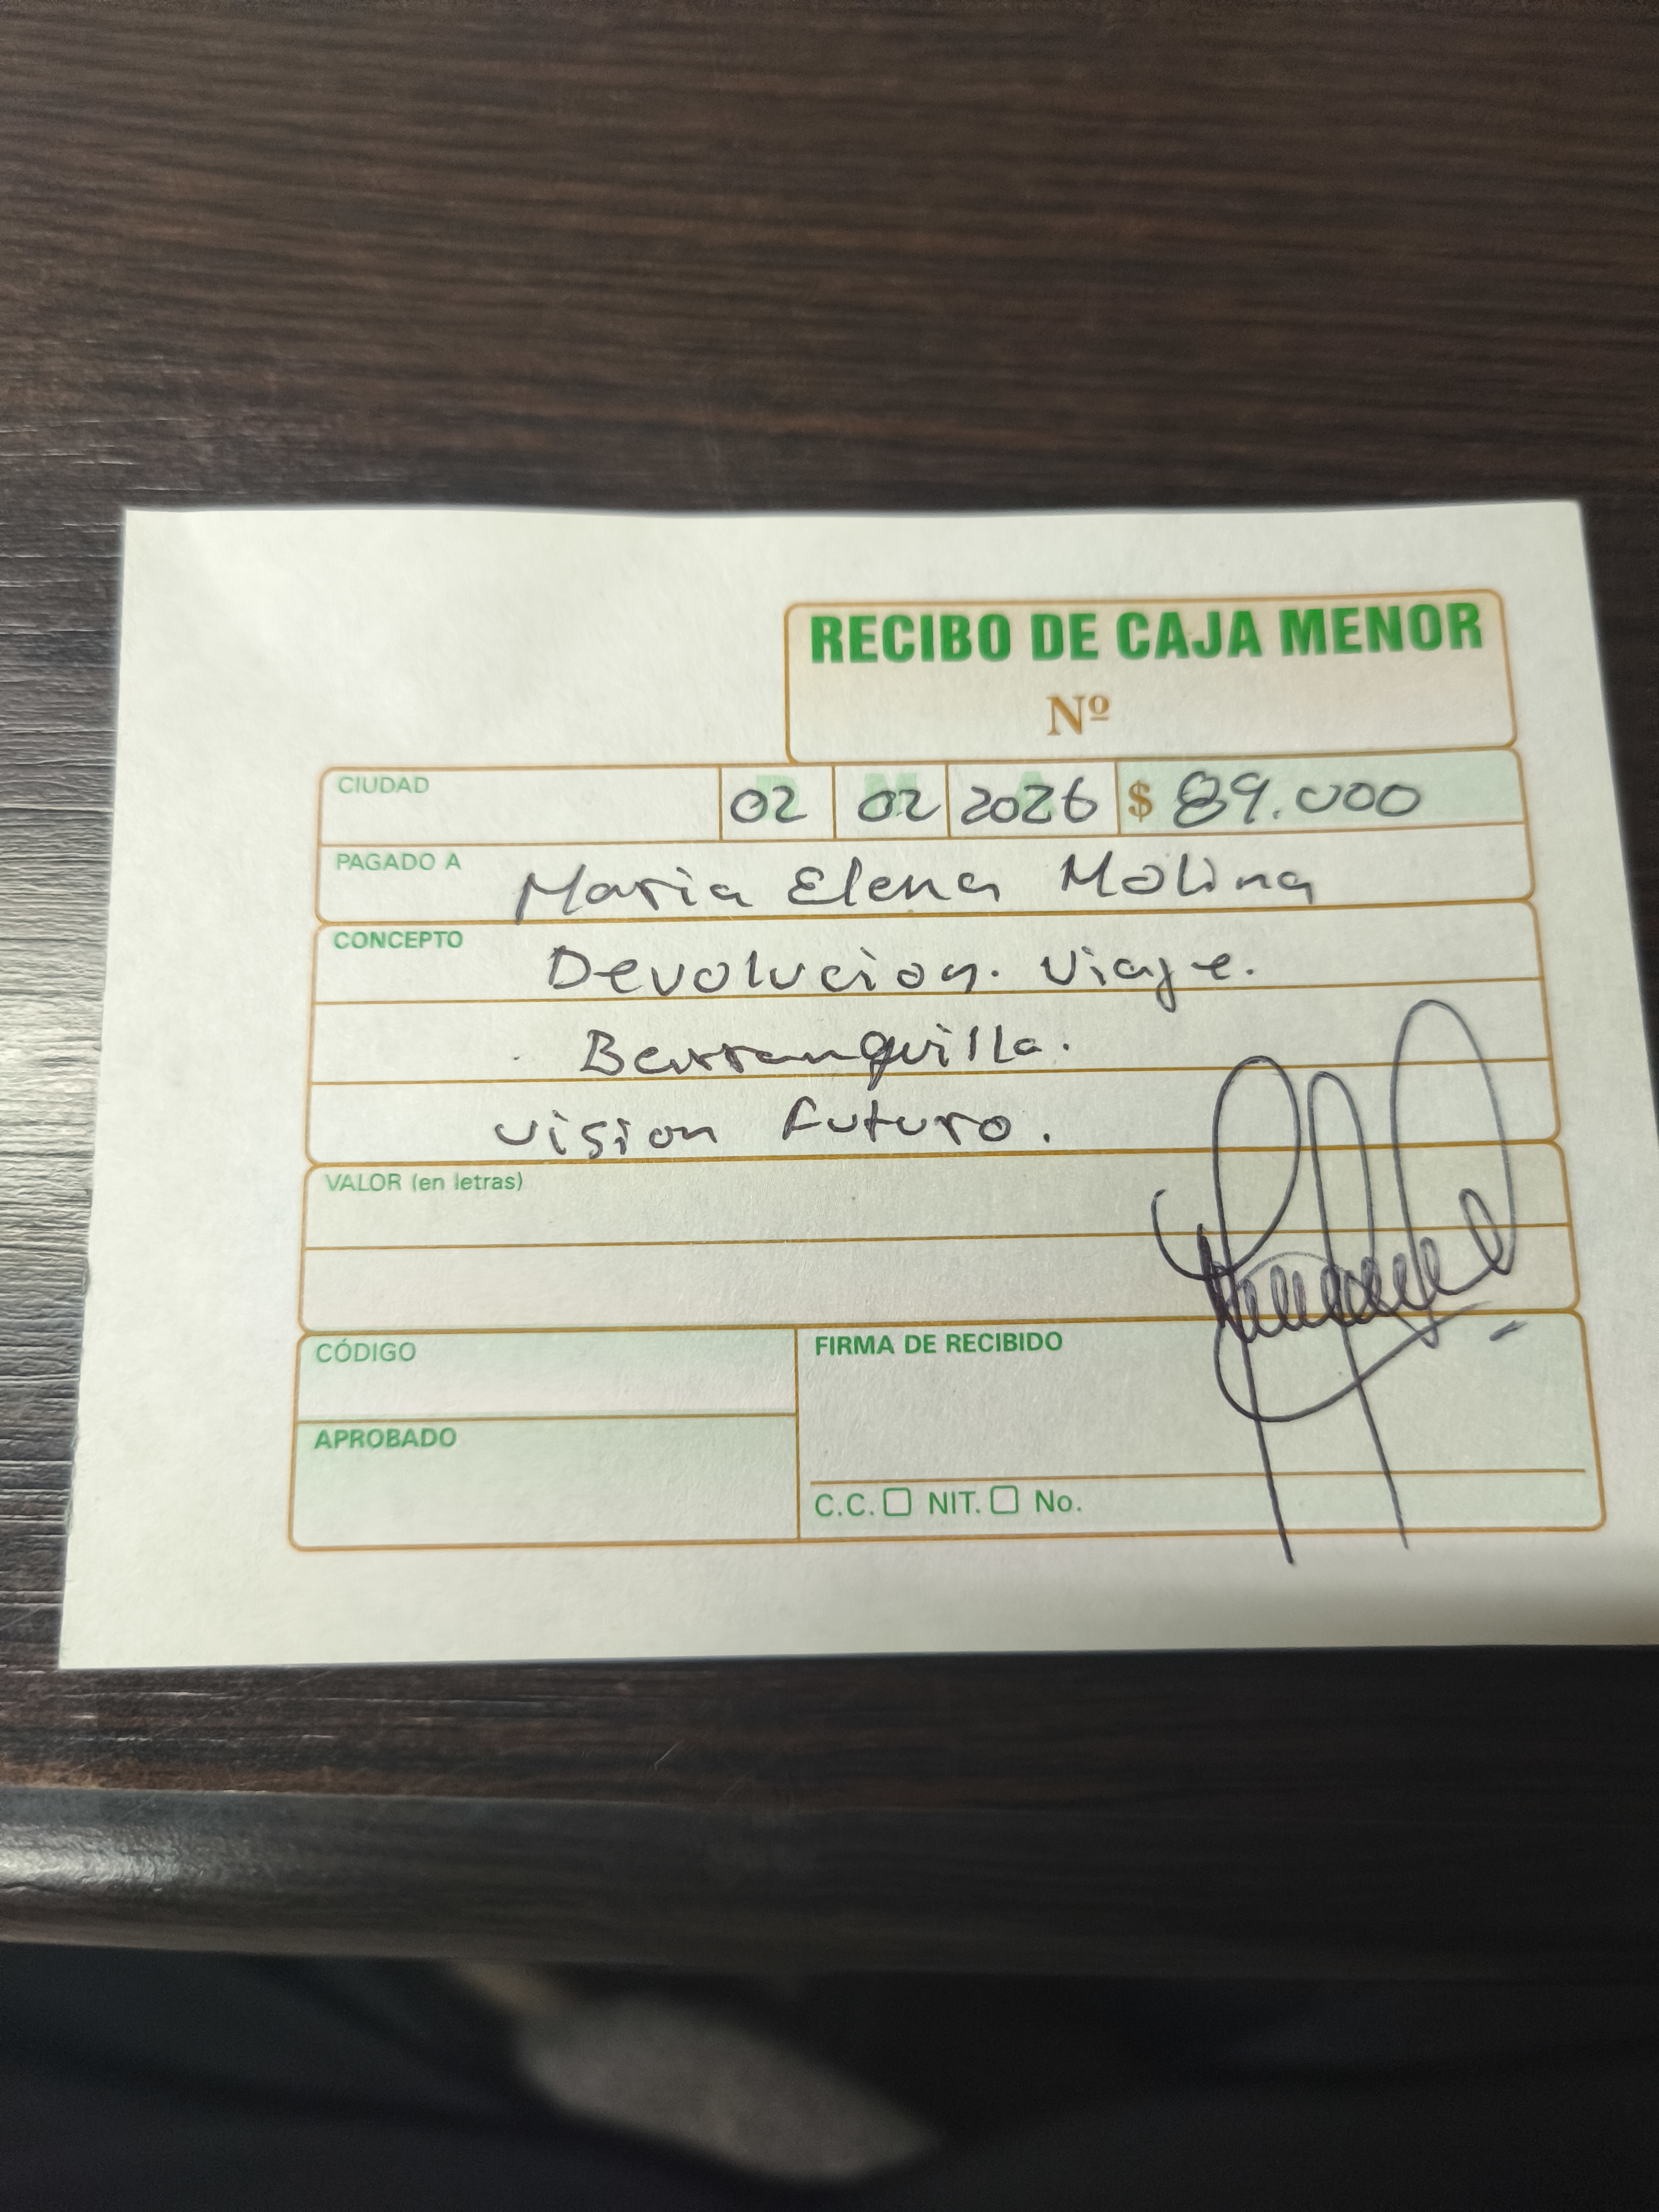 RECIBO DE CAJA MENOR
Nº
CIUDAD 02 02 2026 $ 89.000
PAGADO A Maria Elena Molina
CONCEPTO Devolucion. Viaje.
Barranquilla.
Vision Futuro.
VALOR (en letras)
CÓDIGO
FIRMA DE RECIBIDO
APROBADO
C.C. NIT. No.